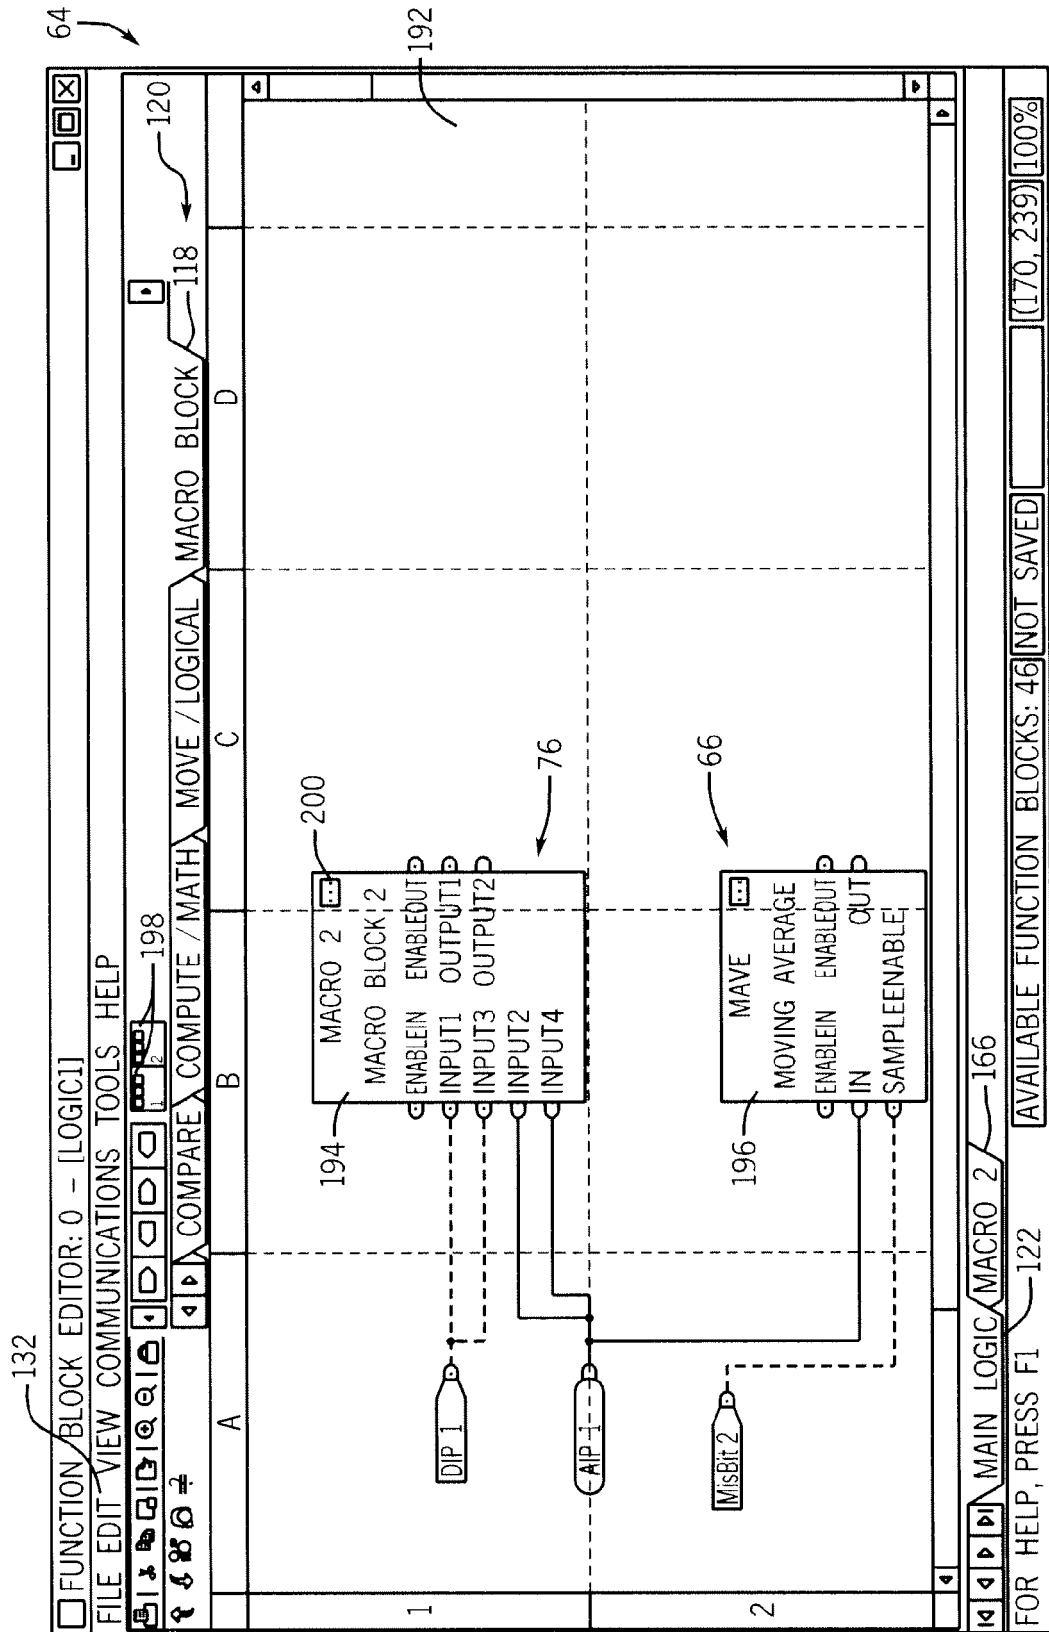 64
132
FUNCTION BLOCK EDITOR: 0 - [LOGIC1]
FILE EDIT VIEW COMMUNICATIONS TOOLS HELP
198
1 2
120
COMPARE COMPUTE /MATH MOVE /LOGICAL MACRO BLOCK
118
A B C D
192
1
DIP 1
194
MACRO 2
200
MACRO BLOCK 2
ENABLEIN ENABLEOUT
INPUT1 OUTPUT1
INPUT3 OUTPUT2
INPUT2
INPUT4
76
AIP 1
2
MisBit 2
196
MAVE
MOVING AVERAGE
ENABLEIN ENABLEOUT
IN OUT
SAMPLEENABLE
66
MAIN LOGIC MACRO 2
166
FOR HELP, PRESS F1
122
AVAILABLE FUNCTION BLOCKS: 46 NOT SAVED (170, 239) 100%